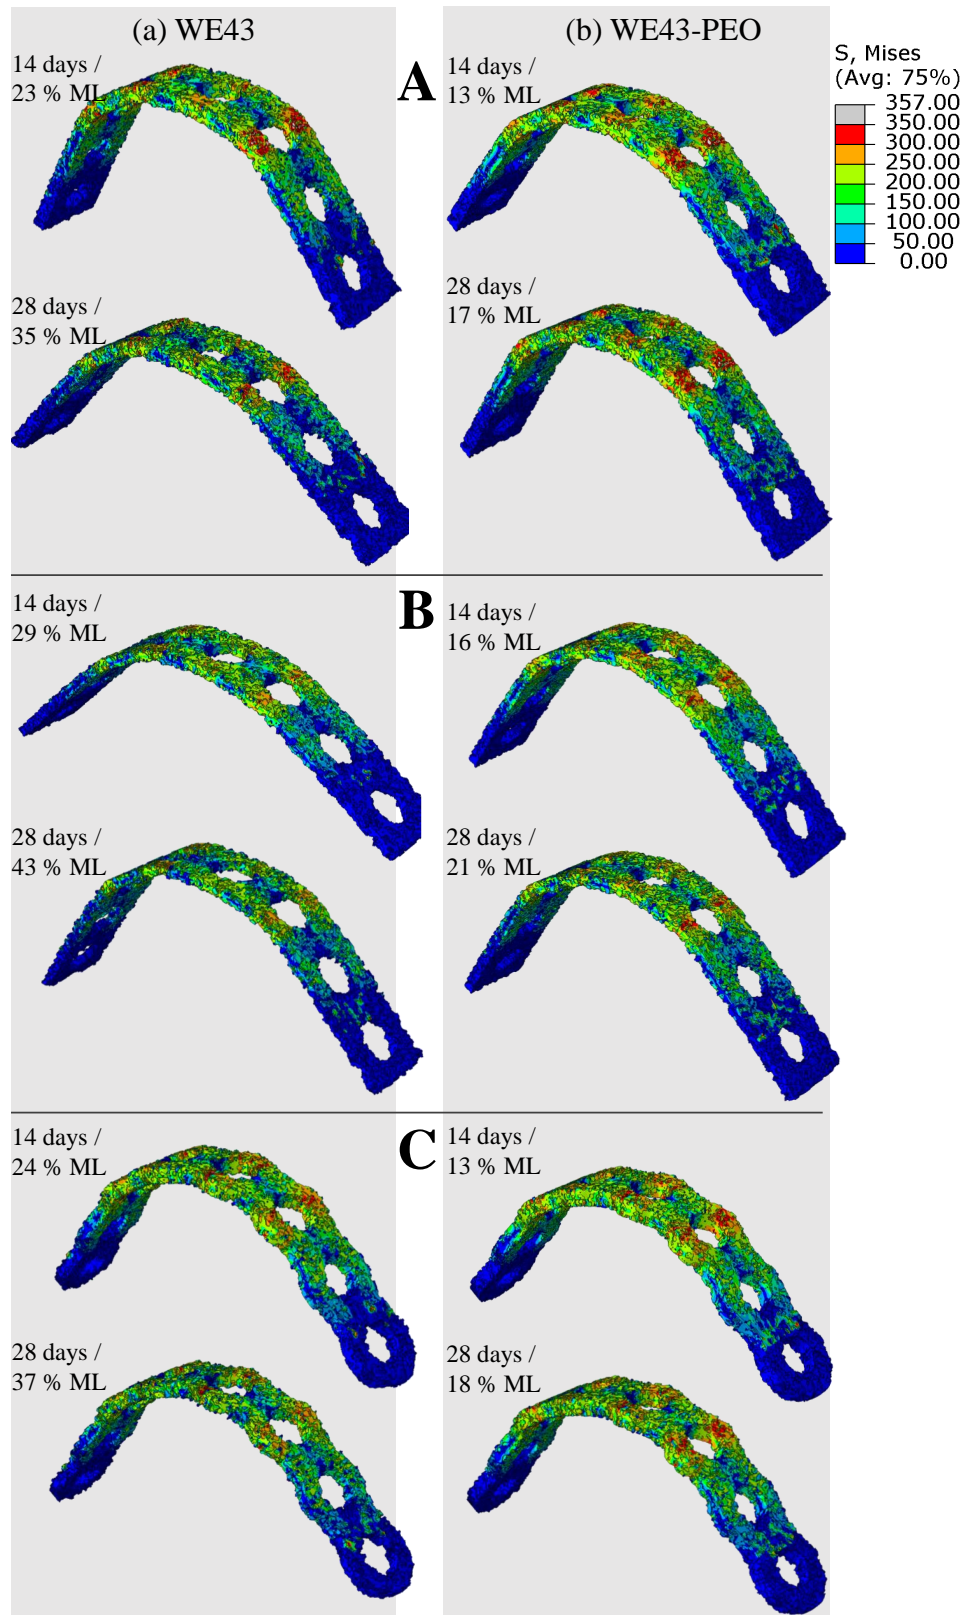 (a) WE43
(b) WE43-PEO
S, Mises
(Avg: 75%)
357.00
350.00
300.00
250.00
200.00
150.00
100.00
50.00
0.00
A
14 days /
23 % ML
14 days /
13 % ML
28 days /
35 % ML
28 days /
17 % ML
B
14 days /
29 % ML
14 days /
16 % ML
28 days /
43 % ML
28 days /
21 % ML
C
14 days /
24 % ML
14 days /
13 % ML
28 days /
37 % ML
28 days /
18 % ML